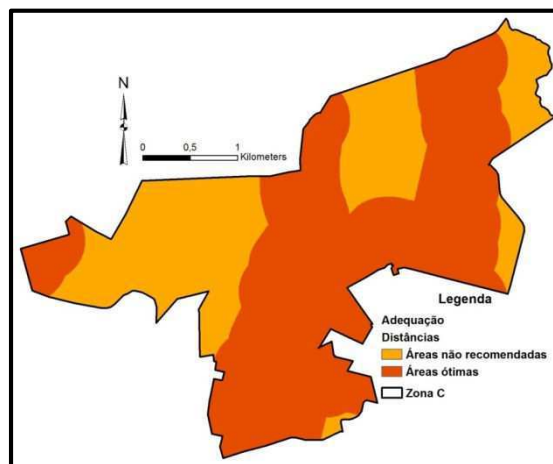 N
0 0,5 1
Kilometers
Legenda
Adequação
Distâncias
Áreas não recomendadas
Áreas ótimas
Zona C